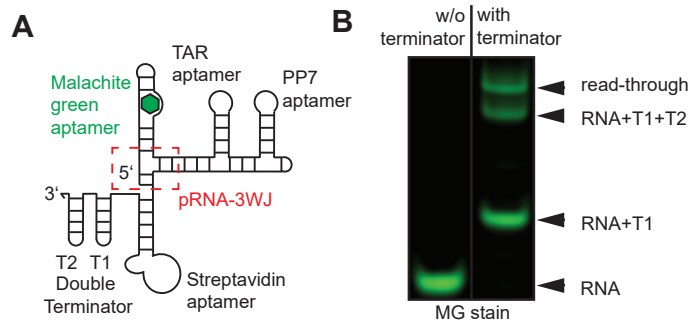 A
TAR
aptamer
PP7
aptamer
Malachite
green
aptamer
5‘
pRNA-3WJ
3‘
T2 T1
Double
Terminator
Streptavidin
aptamer
B
w/o
terminator
with
terminator
read-through
RNA+T1+T2
RNA+T1
RNA
MG stain